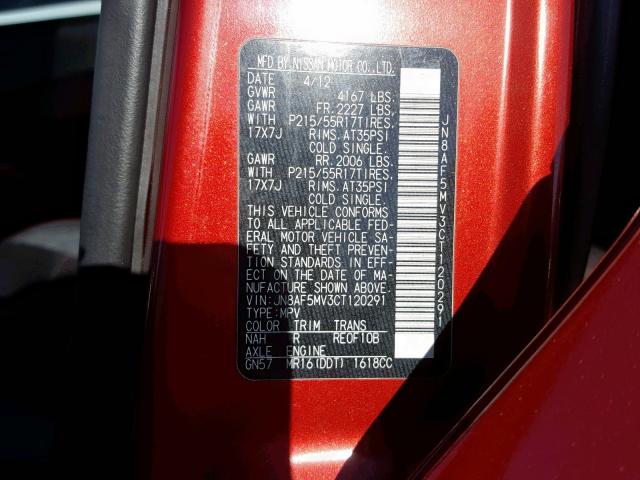 MFD BY NISSAN MOTOR CO., LTD.
DATE 4/12
GVWR 4167 LBS.
GAWR FR. 2227 LBS.
WITH P215/55R17TIRES.
17X7J RIMS. AT35PSI
COLD SINGLE.
GAWR RR. 2006 LBS.
WITH P215/55R17TIRES.
17X7J RIMS. AT35PSI
COLD SINGLE.
THIS VEHICLE CONFORMS
TO ALL APPLICABLE FED-
ERAL MOTOR VEHICLE SA-
FETY AND THEFT PREVEN-
TION STANDARDS IN EFF-
ECT ON THE DATE OF MA-
NUFACTURE SHOWN ABOVE.
VIN: JN8AF5MV3CT120291
TYPE: MPV
COLOR TRIM TRANS
NAH R RE0F10B
AXLE ENGINE
GN57 MR16(DDT) 1618CC
JN8AF5MV3CT120291